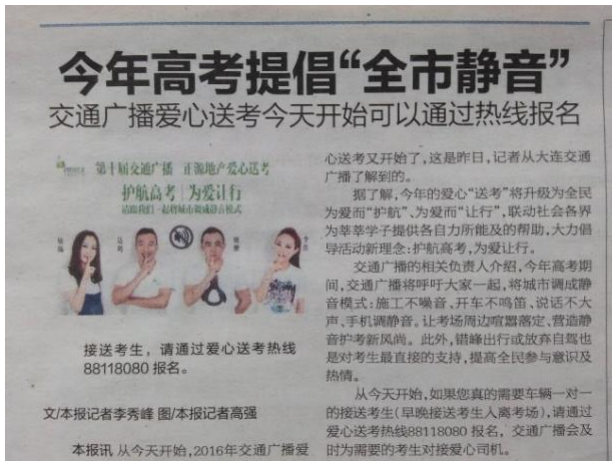 今年高考提倡“全市静音”
交通广播爱心送考今天开始可以通过热线报名
第十届交通广播 正源地产爱心送考
护航高考 | 为爱让行
请跟我们一起将城市调成静音模式
接送考生，请通过爱心送考热线
88118080 报名。
文/本报记者李秀峰 图/本报记者高强
本报讯 从今天开始，2016年交通广播爱
心送考又开始了，这是昨日，记者从大连交通
广播了解到的。
据了解，今年的爱心“送考”将升级为全民
为爱而“护航”、为爱而“让行”，联动社会各界
为莘莘学子提供各自力所能及的帮助，大力倡
导活动新理念：护航高考，为爱让行。
交通广播的相关负责人介绍，今年高考期
间，交通广播将呼吁大家一起，将城市调成静
音模式：施工不噪音，开车不鸣笛，说话不大
声、手机调静音。让考场周边喧嚣落定、营造静
音护考新风尚。此外，错峰出行或放弃自驾也
是对考生最直接的支持，提高全民参与意识及
热情。
从今天开始，如果您真的需要车辆一对一
的接送考生（早晚接送考生入离考场），请通过
爱心送考热线88118080 报名，交通广播会及
时为需要的考生对接爱心司机。